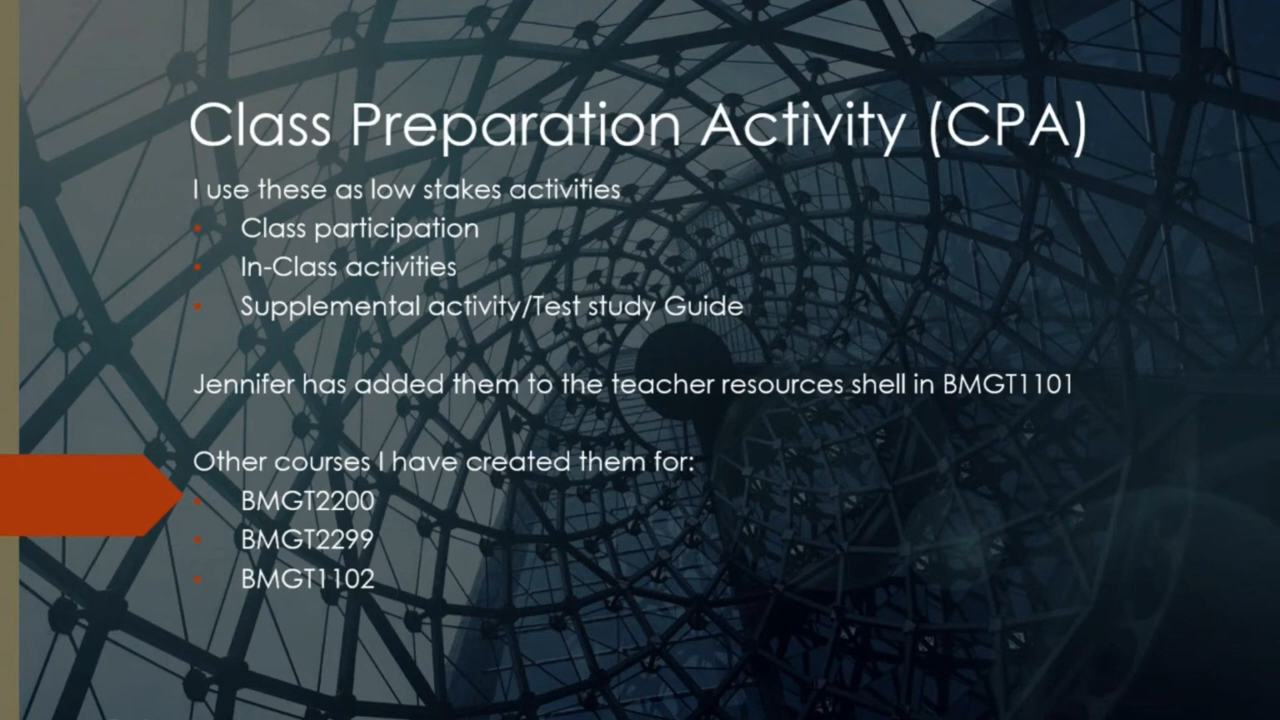 Class Preparation Activity (CPA)
I use these as low stakes activities
• Class participation
• In-Class activities
• Supplemental activity/Test study Guide
Jennifer has added them to the teacher resources shell in BMGT1101
Other courses I have created them for:
• BMGT2200
• BMGT2299
• BMGT1102